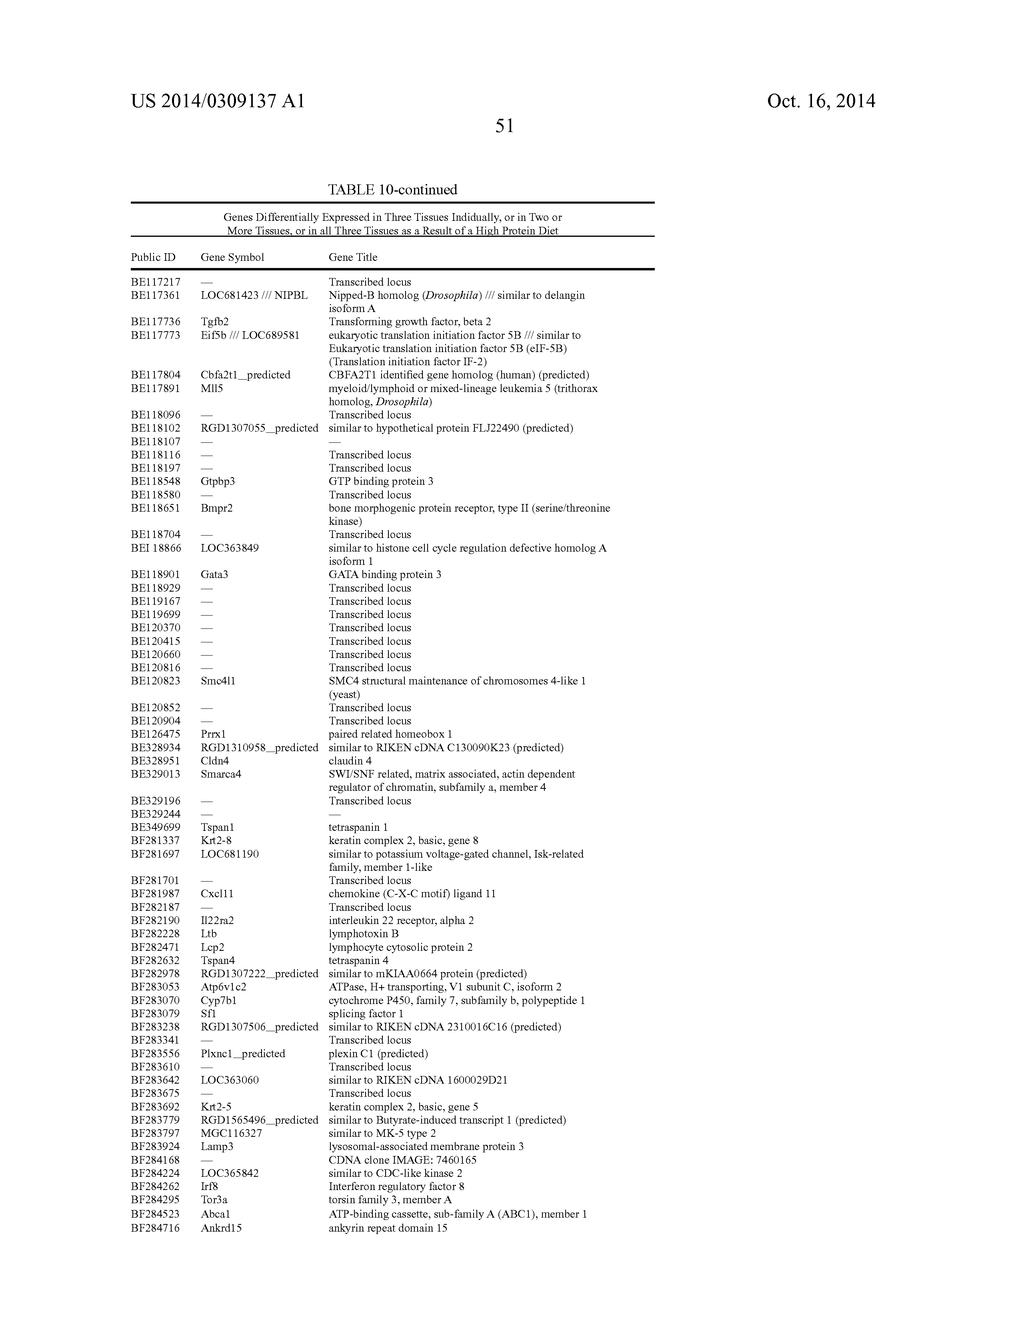 US 2014/0309137 A1 Oct. 16, 2014
51
TABLE 10-continued
Genes Differentially Expressed in Three Tissues Indidually, or in Two or
More Tissues, or in all Three Tissues as a Result of a High Protein Diet
Public ID Gene Symbol Gene Title
BE117217 — Transcribed locus
BE117361 LOC681423 /// NIPBL Nipped-B homolog (Drosophila) /// similar to delangin
isoform A
BE117736 Tgfb2 Transforming growth factor, beta 2
BE117773 Eif5b /// LOC689581 eukaryotic translation initiation factor 5B /// similar to
Eukaryotic translation initiation factor 5B (eIF-5B)
(Translation initiation factor IF-2)
BE117804 Cbfa2t1_predicted CBFA2T1 identified gene homolog (human) (predicted)
BE117891 Mll5 myeloid/lymphoid or mixed-lineage leukemia 5 (trithorax
homolog, Drosophila)
BE118096 — Transcribed locus
BE118102 RGD1307055_predicted similar to hypothetical protein FLJ22490 (predicted)
BE118107 — —
BE118116 — Transcribed locus
BE118197 — Transcribed locus
BE118548 Gtpbp3 GTP binding protein 3
BE118580 — Transcribed locus
BE118651 Bmpr2 bone morphogenic protein receptor, type II (serine/threonine
kinase)
BE118704 — Transcribed locus
BEI 18866 LOC363849 similar to histone cell cycle regulation defective homolog A
isoform 1
BE118901 Gata3 GATA binding protein 3
BE118929 — Transcribed locus
BE119167 — Transcribed locus
BE119699 — Transcribed locus
BE120370 — Transcribed locus
BE120415 — Transcribed locus
BE120660 — Transcribed locus
BE120816 — Transcribed locus
BE120823 Smc4l1 SMC4 structural maintenance of chromosomes 4-like 1
(yeast)
BE120852 — Transcribed locus
BE120904 — Transcribed locus
BE126475 Prrx1 paired related homeobox 1
BE328934 RGD1310958_predicted similar to RIKEN cDNA C130090K23 (predicted)
BE328951 Cldn4 claudin 4
BE329013 Smarca4 SWI/SNF related, matrix associated, actin dependent
regulator of chromatin, subfamily a, member 4
BE329196 — Transcribed locus
BE329244 — —
BE349699 Tspan1 tetraspanin 1
BF281337 Krt2-8 keratin complex 2, basic, gene 8
BF281697 LOC681190 similar to potassium voltage-gated channel, Isk-related
family, member 1-like
BF281701 — Transcribed locus
BF281987 Cxcl11 chemokine (C-X-C motif) ligand 11
BF282187 — Transcribed locus
BF282190 Il22ra2 interleukin 22 receptor, alpha 2
BF282228 Ltb lymphotoxin B
BF282471 Lcp2 lymphocyte cytosolic protein 2
BF282632 Tspan4 tetraspanin 4
BF282978 RGD1307222_predicted similar to mKIAA0664 protein (predicted)
BF283053 Atp6v1c2 ATPase, H+ transporting, V1 subunit C, isoform 2
BF283070 Cyp7b1 cytochrome P450, family 7, subfamily b, polypeptide 1
BF283079 Sf1 splicing factor 1
BF283238 RGD1307506_predicted similar to RIKEN cDNA 2310016C16 (predicted)
BF283341 — Transcribed locus
BF283556 Plxnc1_predicted plexin C1 (predicted)
BF283610 — Transcribed locus
BF283642 LOC363060 similar to RIKEN cDNA 1600029D21
BF283675 — Transcribed locus
BF283692 Krt2-5 keratin complex 2, basic, gene 5
BF283779 RGD1565496_predicted similar to Butyrate-induced transcript 1 (predicted)
BF283797 MGC116327 similar to MK-5 type 2
BF283924 Lamp3 lysosomal-associated membrane protein 3
BF284168 — CDNA clone IMAGE: 7460165
BF284224 LOC365842 similar to CDC-like kinase 2
BF284262 Irf8 Interferon regulatory factor 8
BF284295 Tor3a torsin family 3, member A
BF284523 Abca1 ATP-binding cassette, sub-family A (ABC1), member 1
BF284716 Ankrd15 ankyrin repeat domain 15